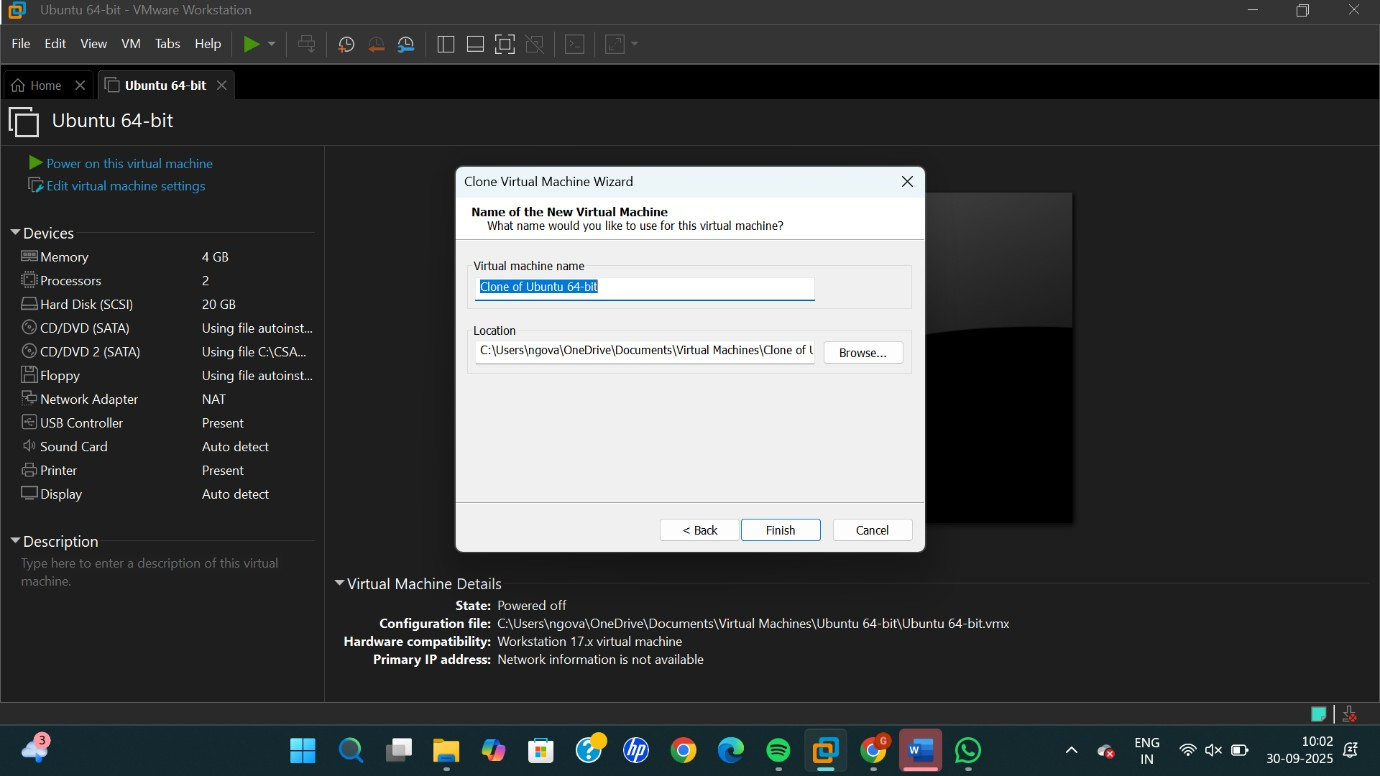 Ubuntu 64-bit - VMware Workstation
File Edit View VM Tabs Help
Home Ubuntu 64-bit
Ubuntu 64-bit
Power on this virtual machine
Edit virtual machine settings
Devices
Memory 4 GB
Processors 2
Hard Disk (SCSI) 20 GB
CD/DVD (SATA) Using file autoinst...
CD/DVD 2 (SATA) Using file C:\CSA...
Floppy Using file autoinst...
Network Adapter NAT
USB Controller Present
Sound Card Auto detect
Printer Present
Display Auto detect
Description
Type here to enter a description of this virtual
machine.
Clone Virtual Machine Wizard
Name of the New Virtual Machine
What name would you like to use for this virtual machine?
Virtual machine name
Clone of Ubuntu 64-bit
Location
C:\Users\ngova\OneDrive\Documents\Virtual Machines\Clone of U
Browse...
< Back Finish Cancel
Virtual Machine Details
State: Powered off
Configuration file: C:\Users\ngova\OneDrive\Documents\Virtual Machines\Ubuntu 64-bit\Ubuntu 64-bit.vmx
Hardware compatibility: Workstation 17.x virtual machine
Primary IP address: Network information is not available
3
hp
G
W
ENG
IN
10:02
30-09-2025